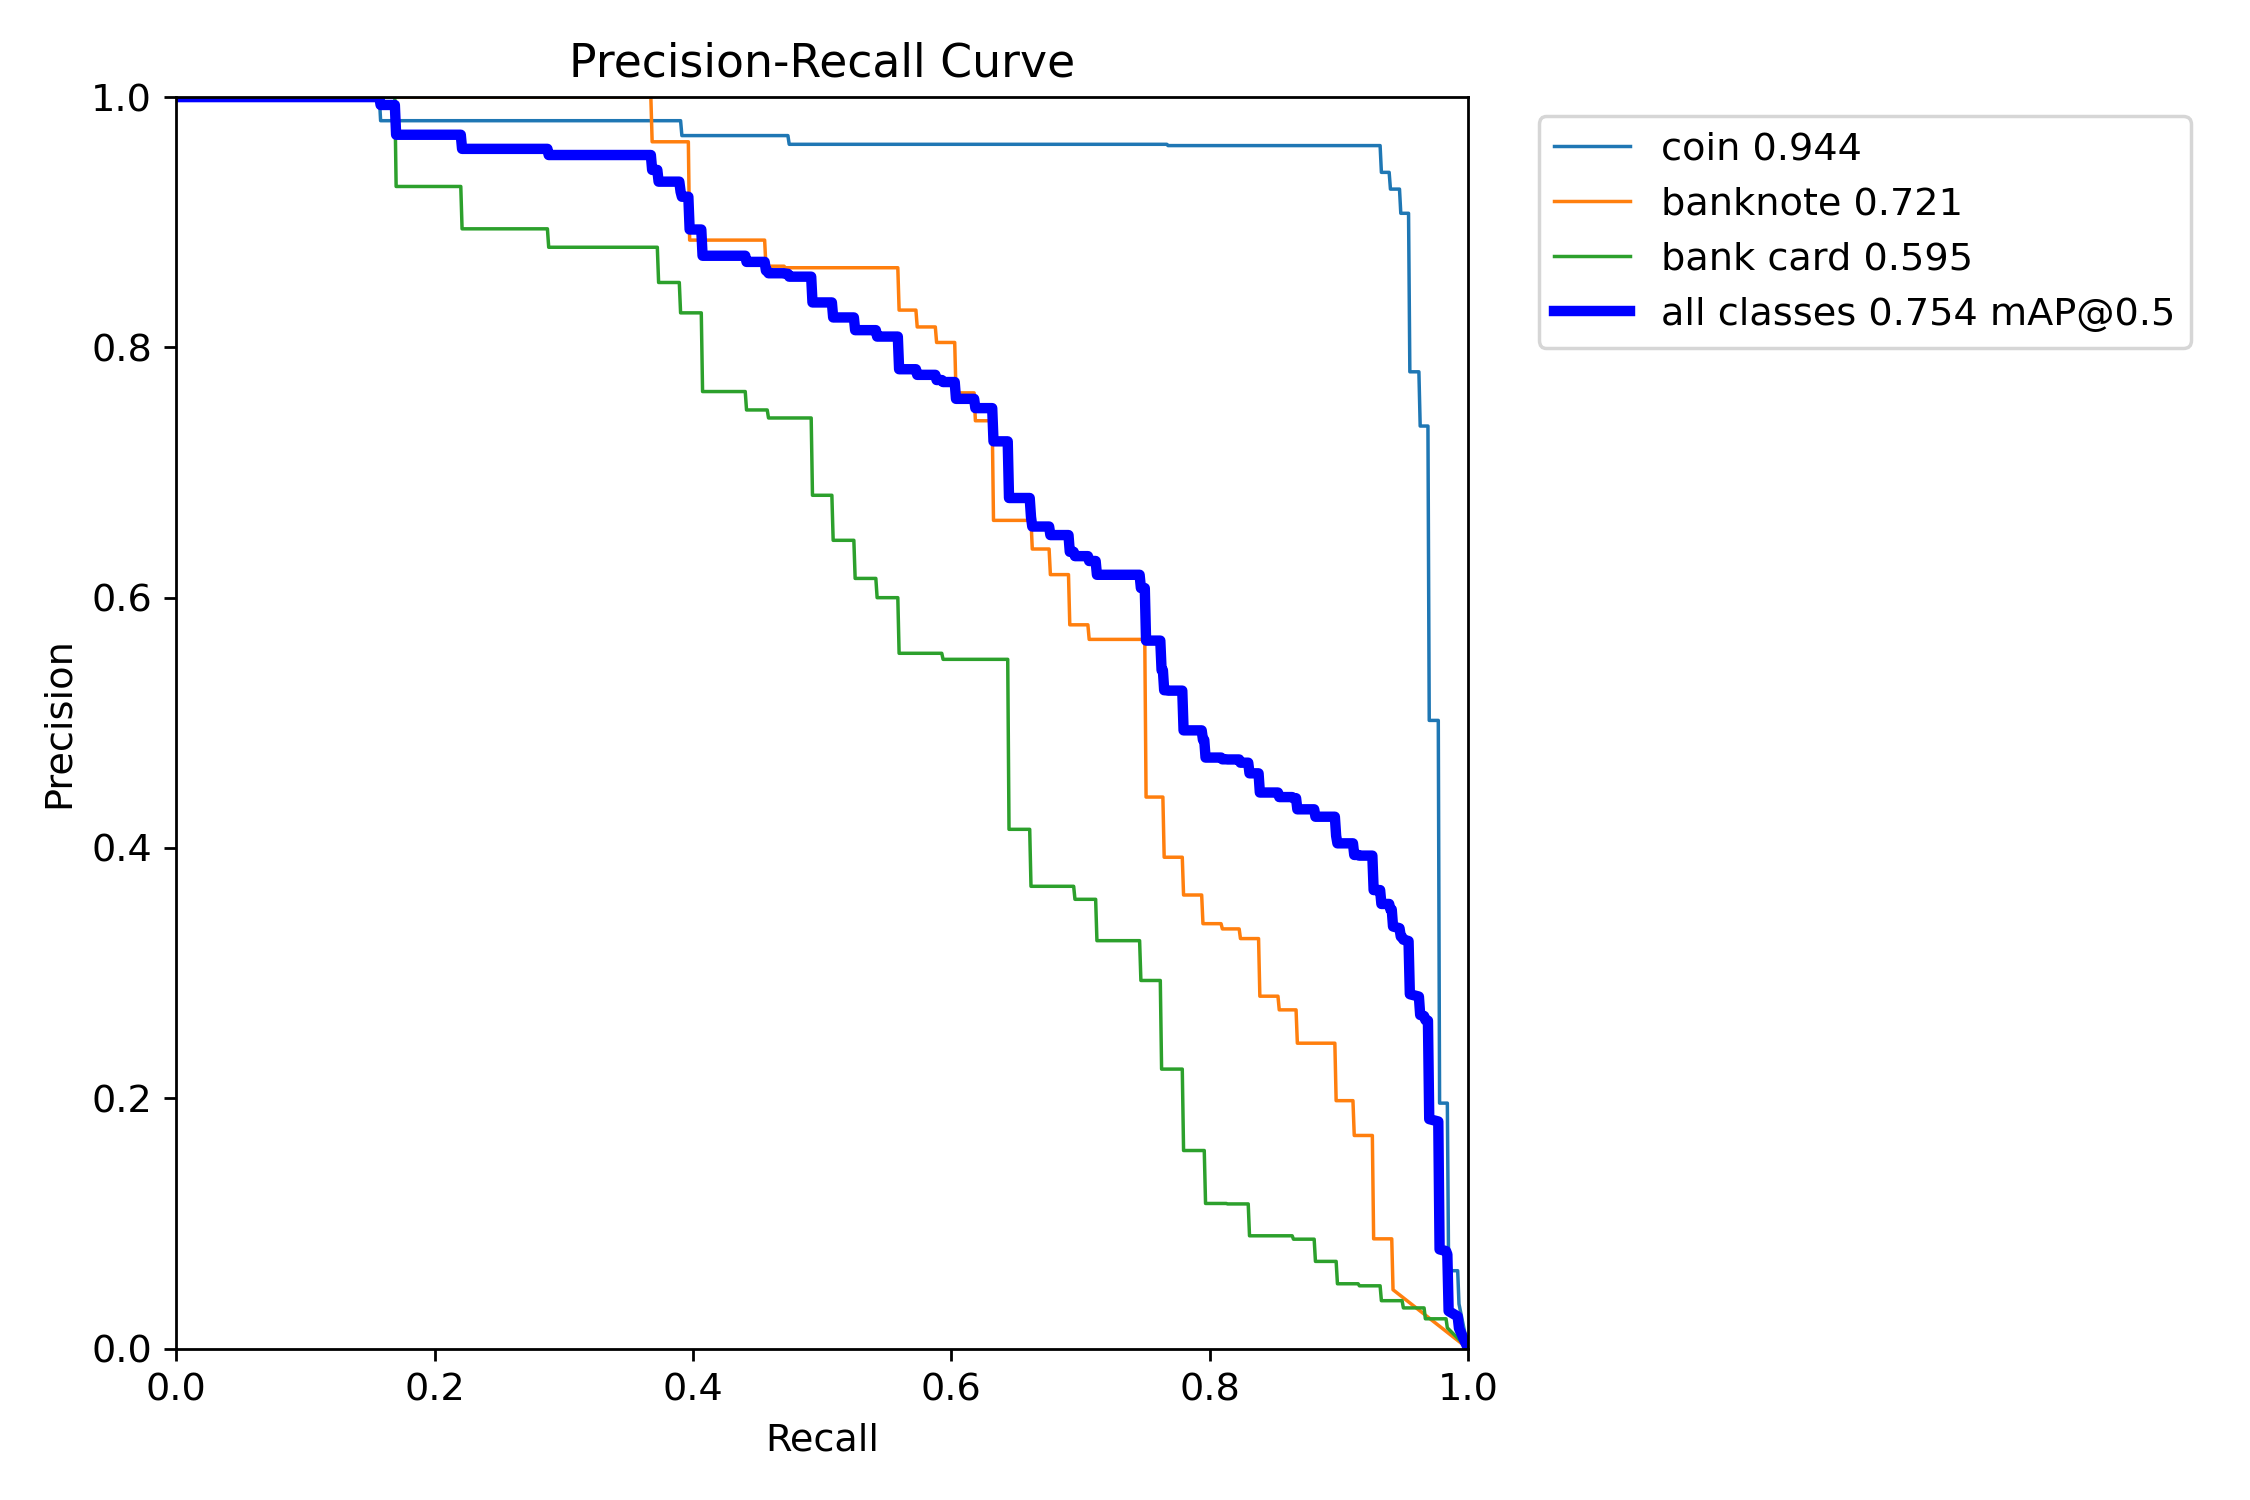 Precision-Recall Curve
1.0
0.8
0.6
0.4
0.2
0.0
Precision
0.0 0.2 0.4 0.6 0.8 1.0
Recall
coin 0.944
banknote 0.721
bank card 0.595
all classes 0.754 mAP@0.5